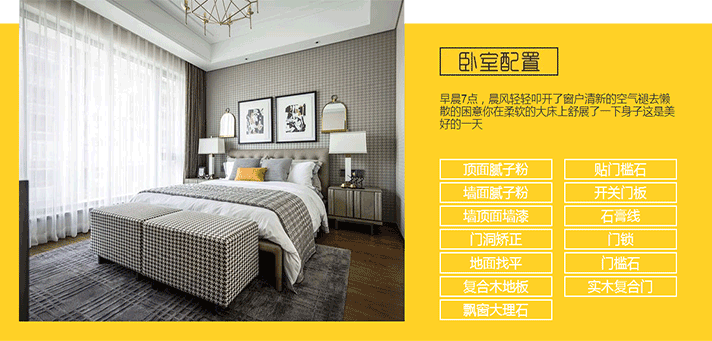 卧室配置
早晨7点，晨风轻轻叩开了窗户清新的空气褪去懒
散的困意你在柔软的大床上舒展了一下身子这是美
好的一天
顶面腻子粉
贴门槛石
墙面腻子粉
开关门板
墙顶面墙漆
石膏线
门洞矫正
门锁
地面找平
门槛石
复合木地板
实木复合门
飘窗大理石